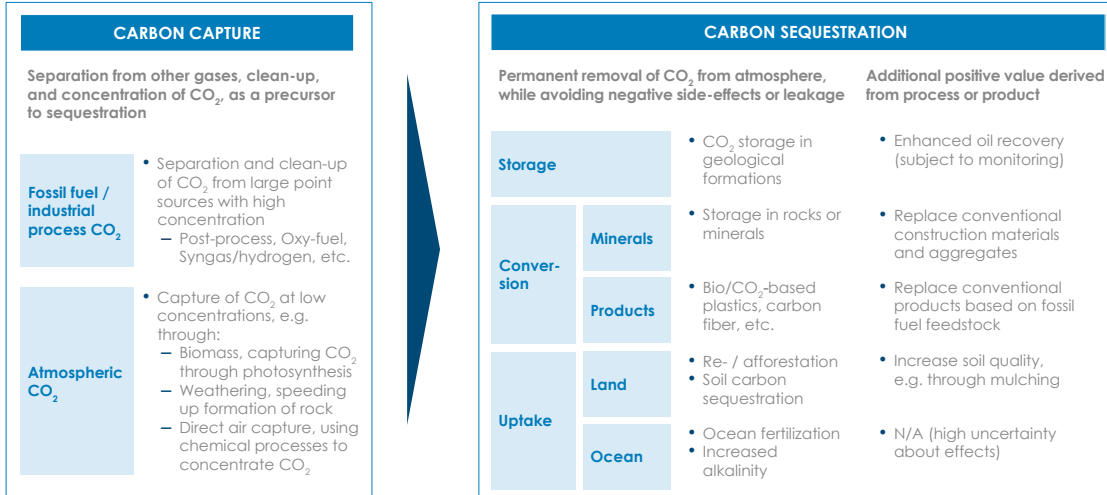 CARBON CAPTURE
Separation from other gases, clean-up,
and concentration of CO₂, as a precursor
to sequestration
Fossil fuel /
industrial
process CO₂
• Separation and clean-up
of CO₂ from large point
sources with high
concentration
– Post-process, Oxy-fuel,
Syngas/hydrogen, etc.
Atmospheric
CO₂
• Capture of CO₂ at low
concentrations, e.g.
through:
– Biomass, capturing CO₂
through photosynthesis
– Weathering, speeding
up formation of rock
– Direct air capture, using
chemical processes to
concentrate CO₂
CARBON SEQUESTRATION
Permanent removal of CO₂ from atmosphere,
while avoiding negative side-effects or leakage
Additional positive value derived
from process or product
Storage
• CO₂ storage in
geological
formations
• Enhanced oil recovery
(subject to monitoring)
Conver-
sion
Minerals
• Storage in rocks or
minerals
• Replace conventional
construction materials
and aggregates
Products
• Bio/CO₂-based
plastics, carbon
fiber, etc.
• Replace conventional
products based on fossil
fuel feedstock
Uptake
Land
• Re- / afforestation
• Soil carbon
sequestration
• Increase soil quality,
e.g. through mulching
Ocean
• Ocean fertilization
• Increased
alkalinity
• N/A (high uncertainty
about effects)